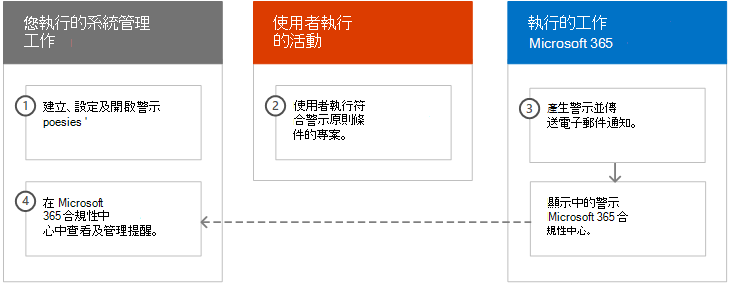 您執行的系統管理
工作
使用者執行
的活動
執行的工作
Microsoft 365
1
建立、設定及開啟警示
poesies '
2
使用者執行符
合警示原則條
件的專案。
3
產生警示並傳
送電子郵件通知。
4
在 Microsoft
365 合規性中
心中查看及管理提醒。
顯示中的警示
Microsoft 365 合
規性中心。